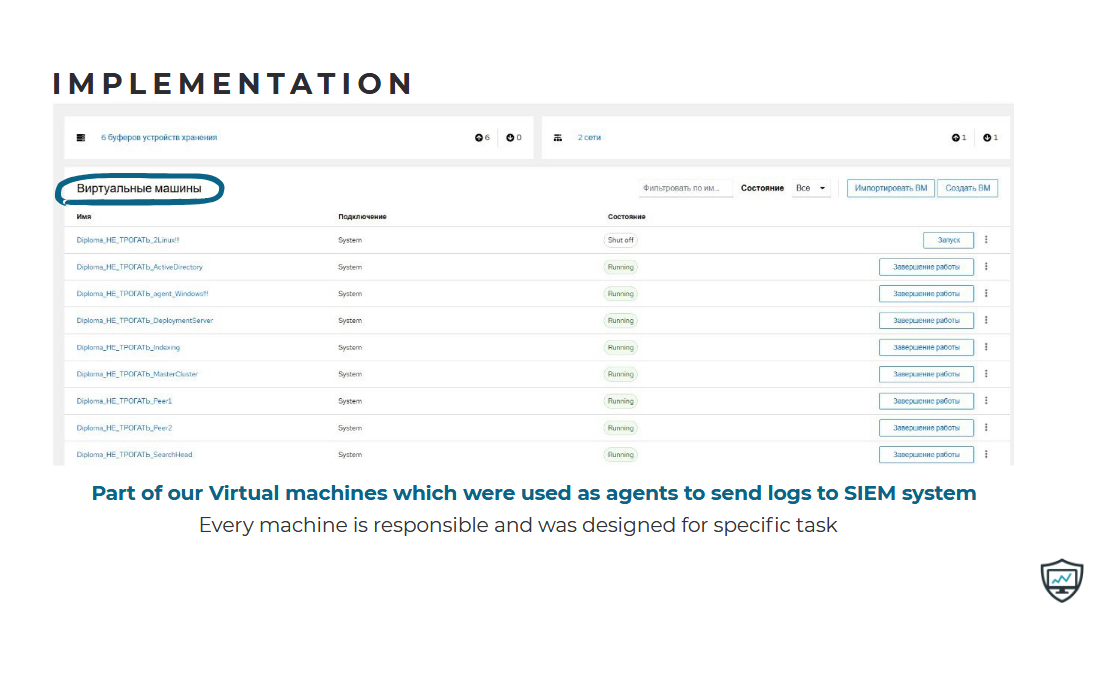 IMPLEMENTATION
6 буферов устройств хранения 6 0 2 сети 1 1
Виртуальные машины Фильтровать по им... Состояние Все Импортировать ВМ Создать ВМ
Имя Подключение Состояние
Diploma_НЕ_ТРОГАТЬ_2Linux!!! System Shut off Запуск
Diploma_НЕ_ТРОГАТЬ_ActiveDirectory System Running Завершение работы
Diploma_НЕ_ТРОГАТЬ_agent_Windows!!! System Running Завершение работы
Diploma_НЕ_ТРОГАТЬ_DeploymentServer System Running Завершение работы
Diploma_НЕ_ТРОГАТЬ_Indexing System Running Завершение работы
Diploma_НЕ_ТРОГАТЬ_MasterCluster System Running Завершение работы
Diploma_НЕ_ТРОГАТЬ_Peer1 System Running Завершение работы
Diploma_НЕ_ТРОГАТЬ_Peer2 System Running Завершение работы
Diploma_НЕ_ТРОГАТЬ_SearchHead System Running Завершение работы
Part of our Virtual machines which were used as agents to send logs to SIEM system
Every machine is responsible and was designed for specific task